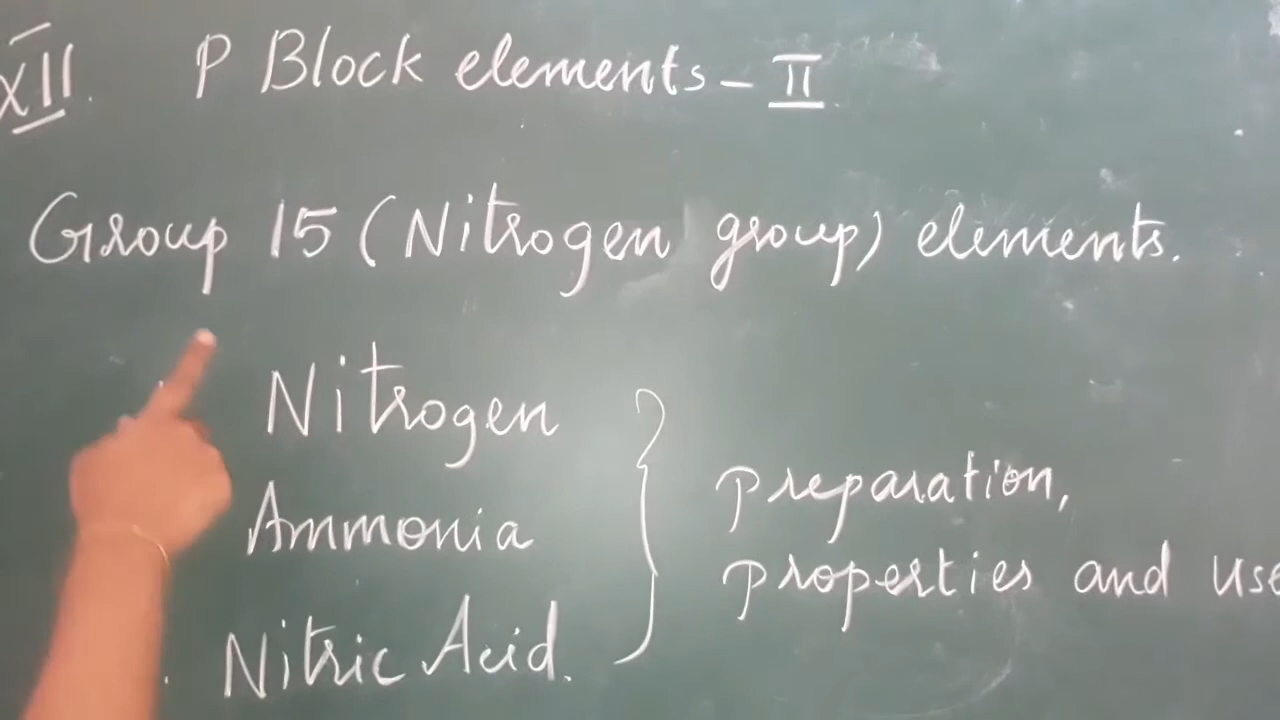 XII. P Block elements - II
Group 15 (Nitrogen group) elements.
Nitrogen
Ammonia
Nitric Acid.
preparation,
properties and use